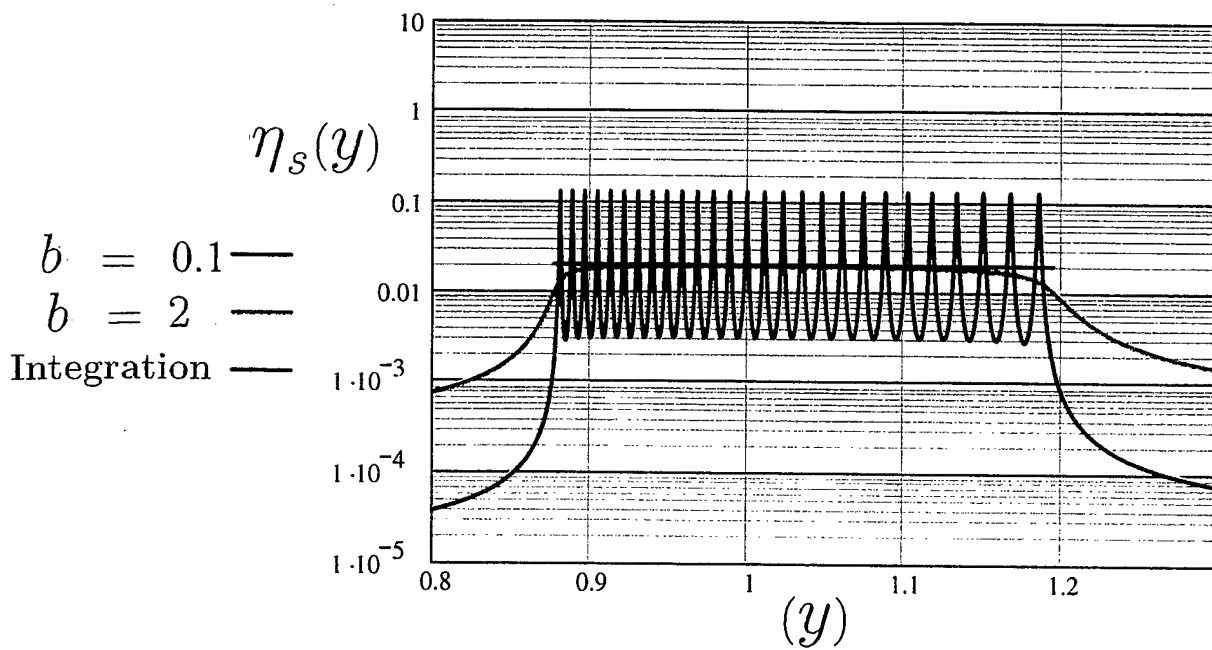 10
1
η_s(y)
0.1
b = 0.1
0.01
b = 2
Integration
1·10⁻³
1·10⁻⁴
1·10⁻⁵
0.8 0.9 1 1.1 1.2
(y)